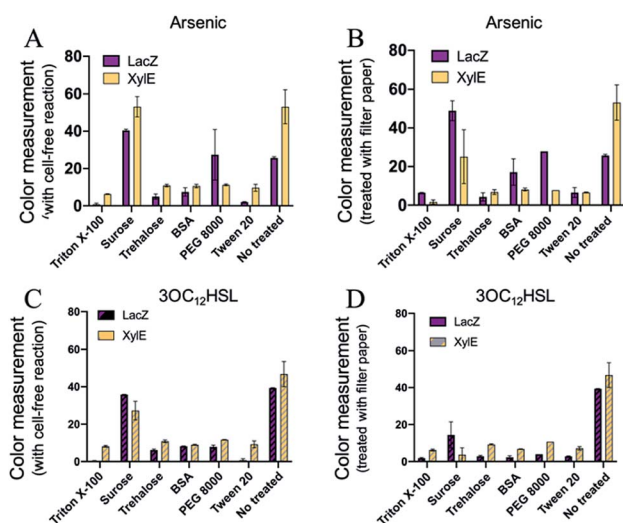 A
Arsenic
Color measurement
(with cell-free reaction)
80
60
40
20
0
LacZ
XylE
Triton X-100
Surose
Trehalose
BSA
PEG 8000
Tween 20
No treated
B
Arsenic
Color measurement
(treated with filter paper)
80
60
40
20
0
LacZ
XylE
Triton X-100
Surose
Trehalose
BSA
PEG 8000
Tween 20
No treated
C
3OC₁₂HSL
Color measurement
(with cell-free reaction)
60
40
20
0
LacZ
XylE
Triton X-100
Surose
Trehalose
BSA
PEG 8000
Tween 20
No treated
D
3OC₁₂HSL
Color measurement
(treated with filter paper)
80
60
40
20
0
LacZ
XylE
Triton X-100
Surose
Trehalose
BSA
PEG 8000
Tween 20
No treated